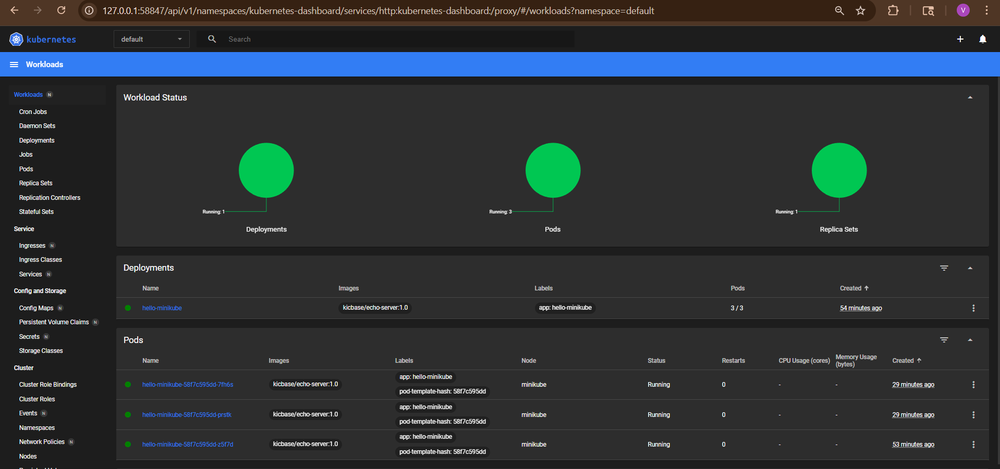 127.0.0.1:58847/api/v1/namespaces/kubernetes-dashboard/services/http:kubernetes-dashboard:/proxy/#/workloads?namespace=default
V
kubernetes
default
Search
Workloads
Workloads N
Cron Jobs
Daemon Sets
Deployments
Jobs
Pods
Replica Sets
Replication Controllers
Stateful Sets
Service
Ingresses N
Ingress Classes
Services N
Config and Storage
Config Maps N
Persistent Volume Claims N
Secrets N
Storage Classes
Cluster
Cluster Role Bindings
Cluster Roles
Events N
Namespaces
Network Policies N
Nodes
Workload Status
Running: 1
Deployments
Running: 3
Pods
Running: 1
Replica Sets
Deployments
Name Images Labels Pods Created
hello-minikube kicbase/echo-server:1.0 app: hello-minikube 3 / 3 54 minutes ago
Pods
Name Images Labels Node Status Restarts CPU Usage (cores) Memory Usage (bytes) Created
hello-minikube-58f7c595dd-7fh6s kicbase/echo-server:1.0 app: hello-minikube pod-template-hash: 58f7c595dd minikube Running 0 - - 29 minutes ago
hello-minikube-58f7c595dd-prstk kicbase/echo-server:1.0 app: hello-minikube pod-template-hash: 58f7c595dd minikube Running 0 - - 29 minutes ago
hello-minikube-58f7c595dd-z5f7d kicbase/echo-server:1.0 app: hello-minikube pod-template-hash: 58f7c595dd minikube Running 0 - - 53 minutes ago